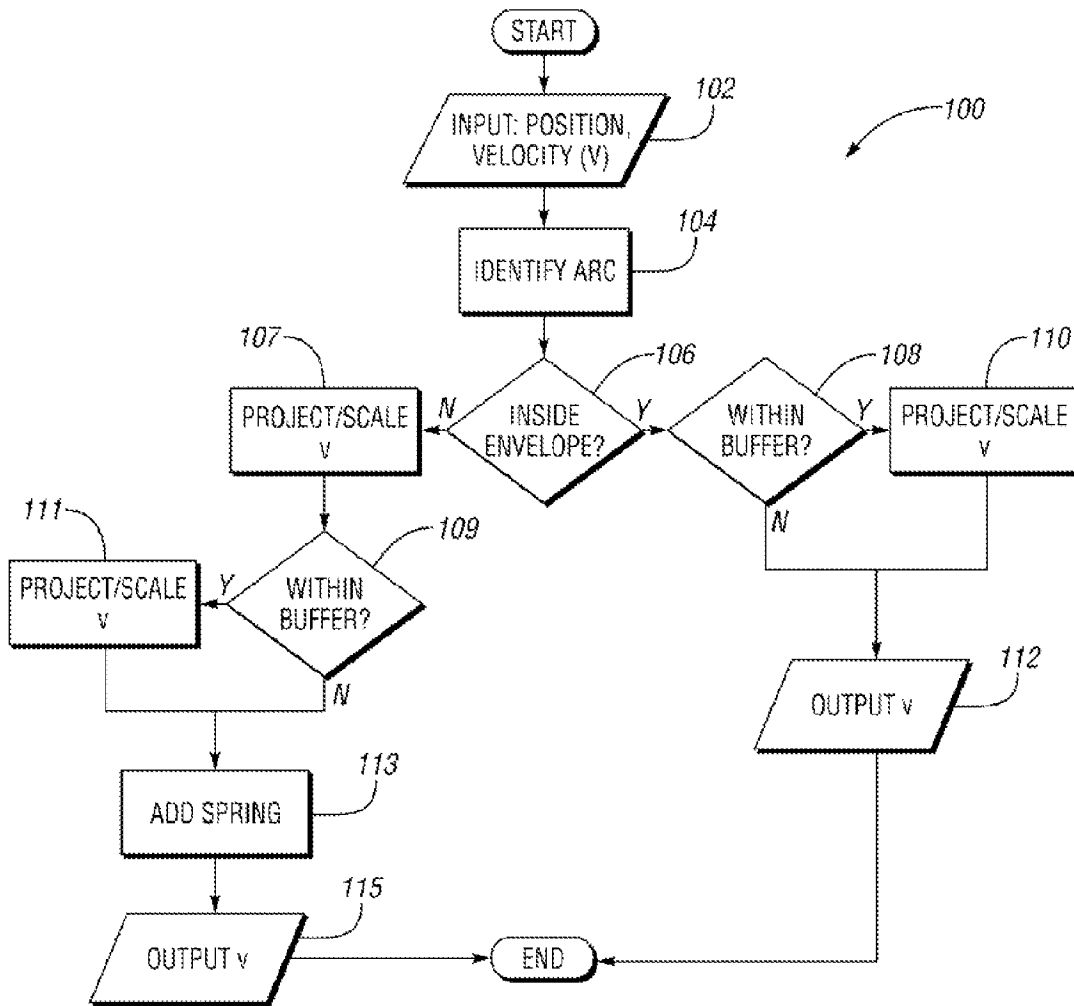 START
102
INPUT: POSITION,
VELOCITY (V)
100
104
IDENTIFY ARC
107
106
108
110
PROJECT/SCALE
V
N
INSIDE
ENVELOPE?
Y
WITHIN
BUFFER?
Y
PROJECT/SCALE
V
N
111
109
PROJECT/SCALE
V
Y
WITHIN
BUFFER?
N
112
OUTPUT V
113
ADD SPRING
115
OUTPUT V
END